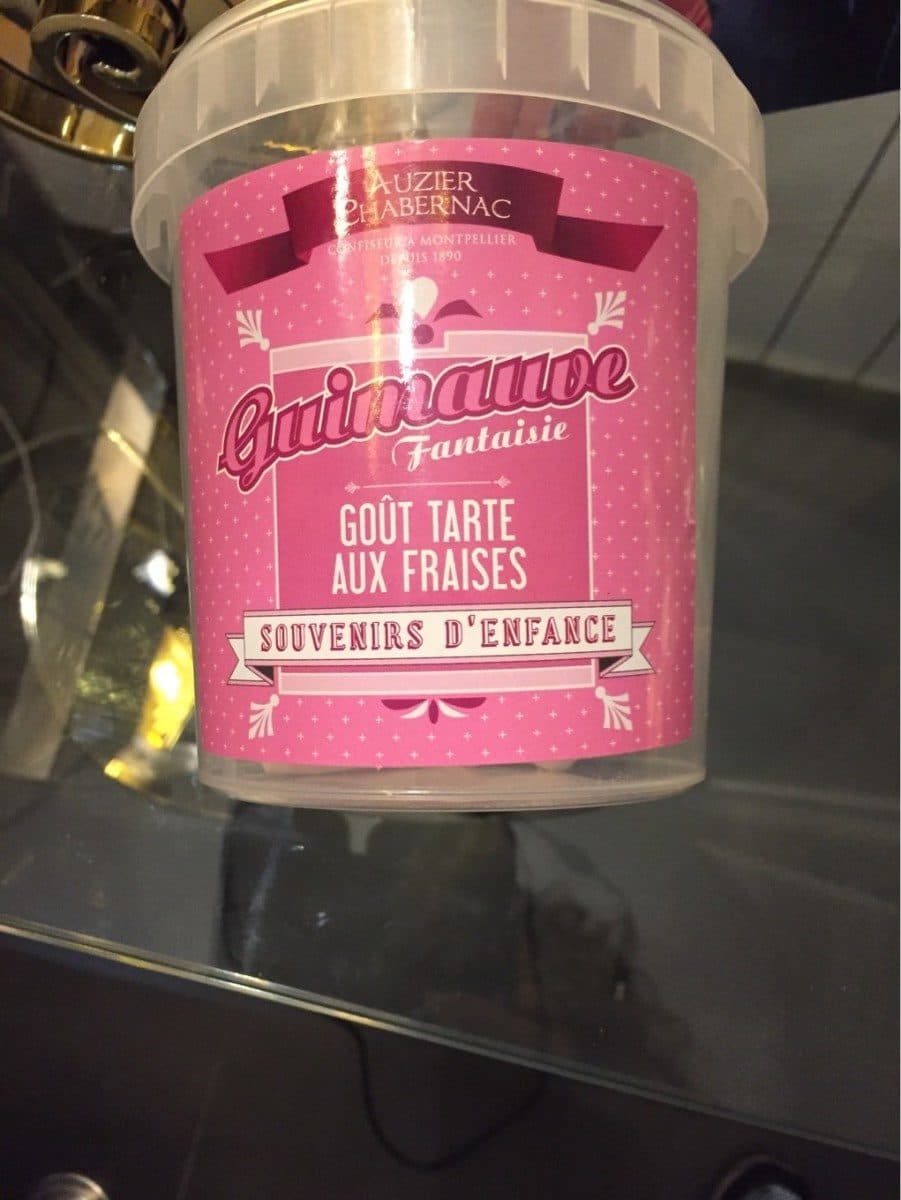 AUZIER
CHABERNAC
CONFISEUR A MONTPELLIER
DEPUIS 1890
Guimauve
Fantaisie
GOÛT TARTE
AUX FRAISES
SOUVENIRS D'ENFANCE